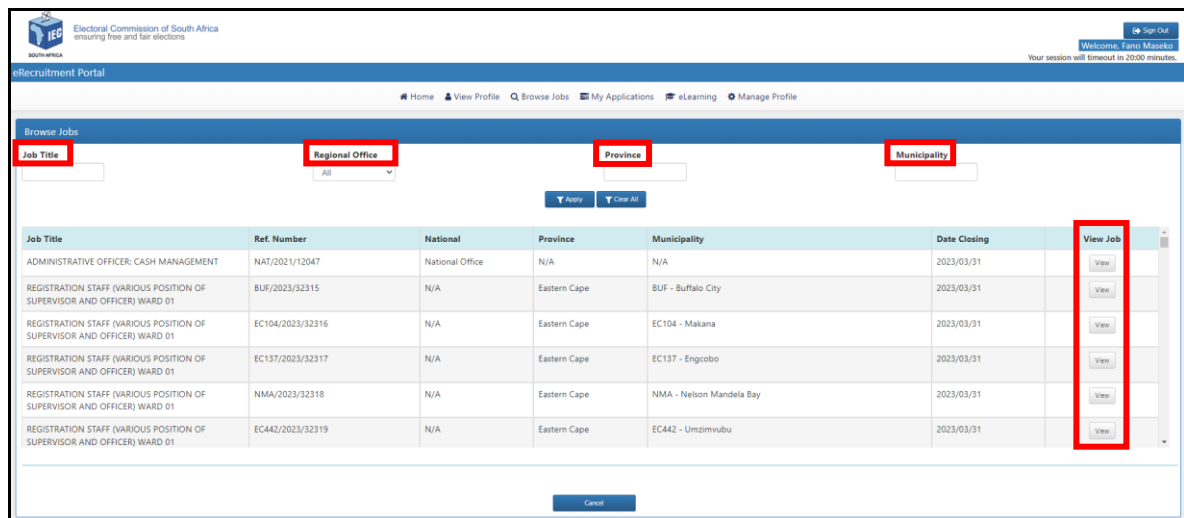 IEC
SOUTH AFRICA
Electoral Commission of South Africa
ensuring free and fair elections
Sign Out
Welcome, Fano Maseko
Your session will timeout in 20:00 minutes.
eRecruitment Portal
Home View Profile Browse Jobs My Applications eLearning Manage Profile
Browse Jobs
Job Title Regional Office Province Municipality
All
Apply Clear All
Job Title Ref. Number National Province Municipality Date Closing View Job
ADMINISTRATIVE OFFICER: CASH MANAGEMENT NAT/2021/12047 National Office N/A N/A 2023/03/31 View
REGISTRATION STAFF (VARIOUS POSITION OF BUF/2023/32315 N/A Eastern Cape BUF - Buffalo City 2023/03/31 View
SUPERVISOR AND OFFICER) WARD 01
REGISTRATION STAFF (VARIOUS POSITION OF EC104/2023/32316 N/A Eastern Cape EC104 - Makana 2023/03/31 View
SUPERVISOR AND OFFICER) WARD 01
REGISTRATION STAFF (VARIOUS POSITION OF EC137/2023/32317 N/A Eastern Cape EC137 - Engcobo 2023/03/31 View
SUPERVISOR AND OFFICER) WARD 01
REGISTRATION STAFF (VARIOUS POSITION OF NMA/2023/32318 N/A Eastern Cape NMA - Nelson Mandela Bay 2023/03/31 View
SUPERVISOR AND OFFICER) WARD 01
REGISTRATION STAFF (VARIOUS POSITION OF EC442/2023/32319 N/A Eastern Cape EC442 - Umzimvubu 2023/03/31 View
SUPERVISOR AND OFFICER) WARD 01
Cancel